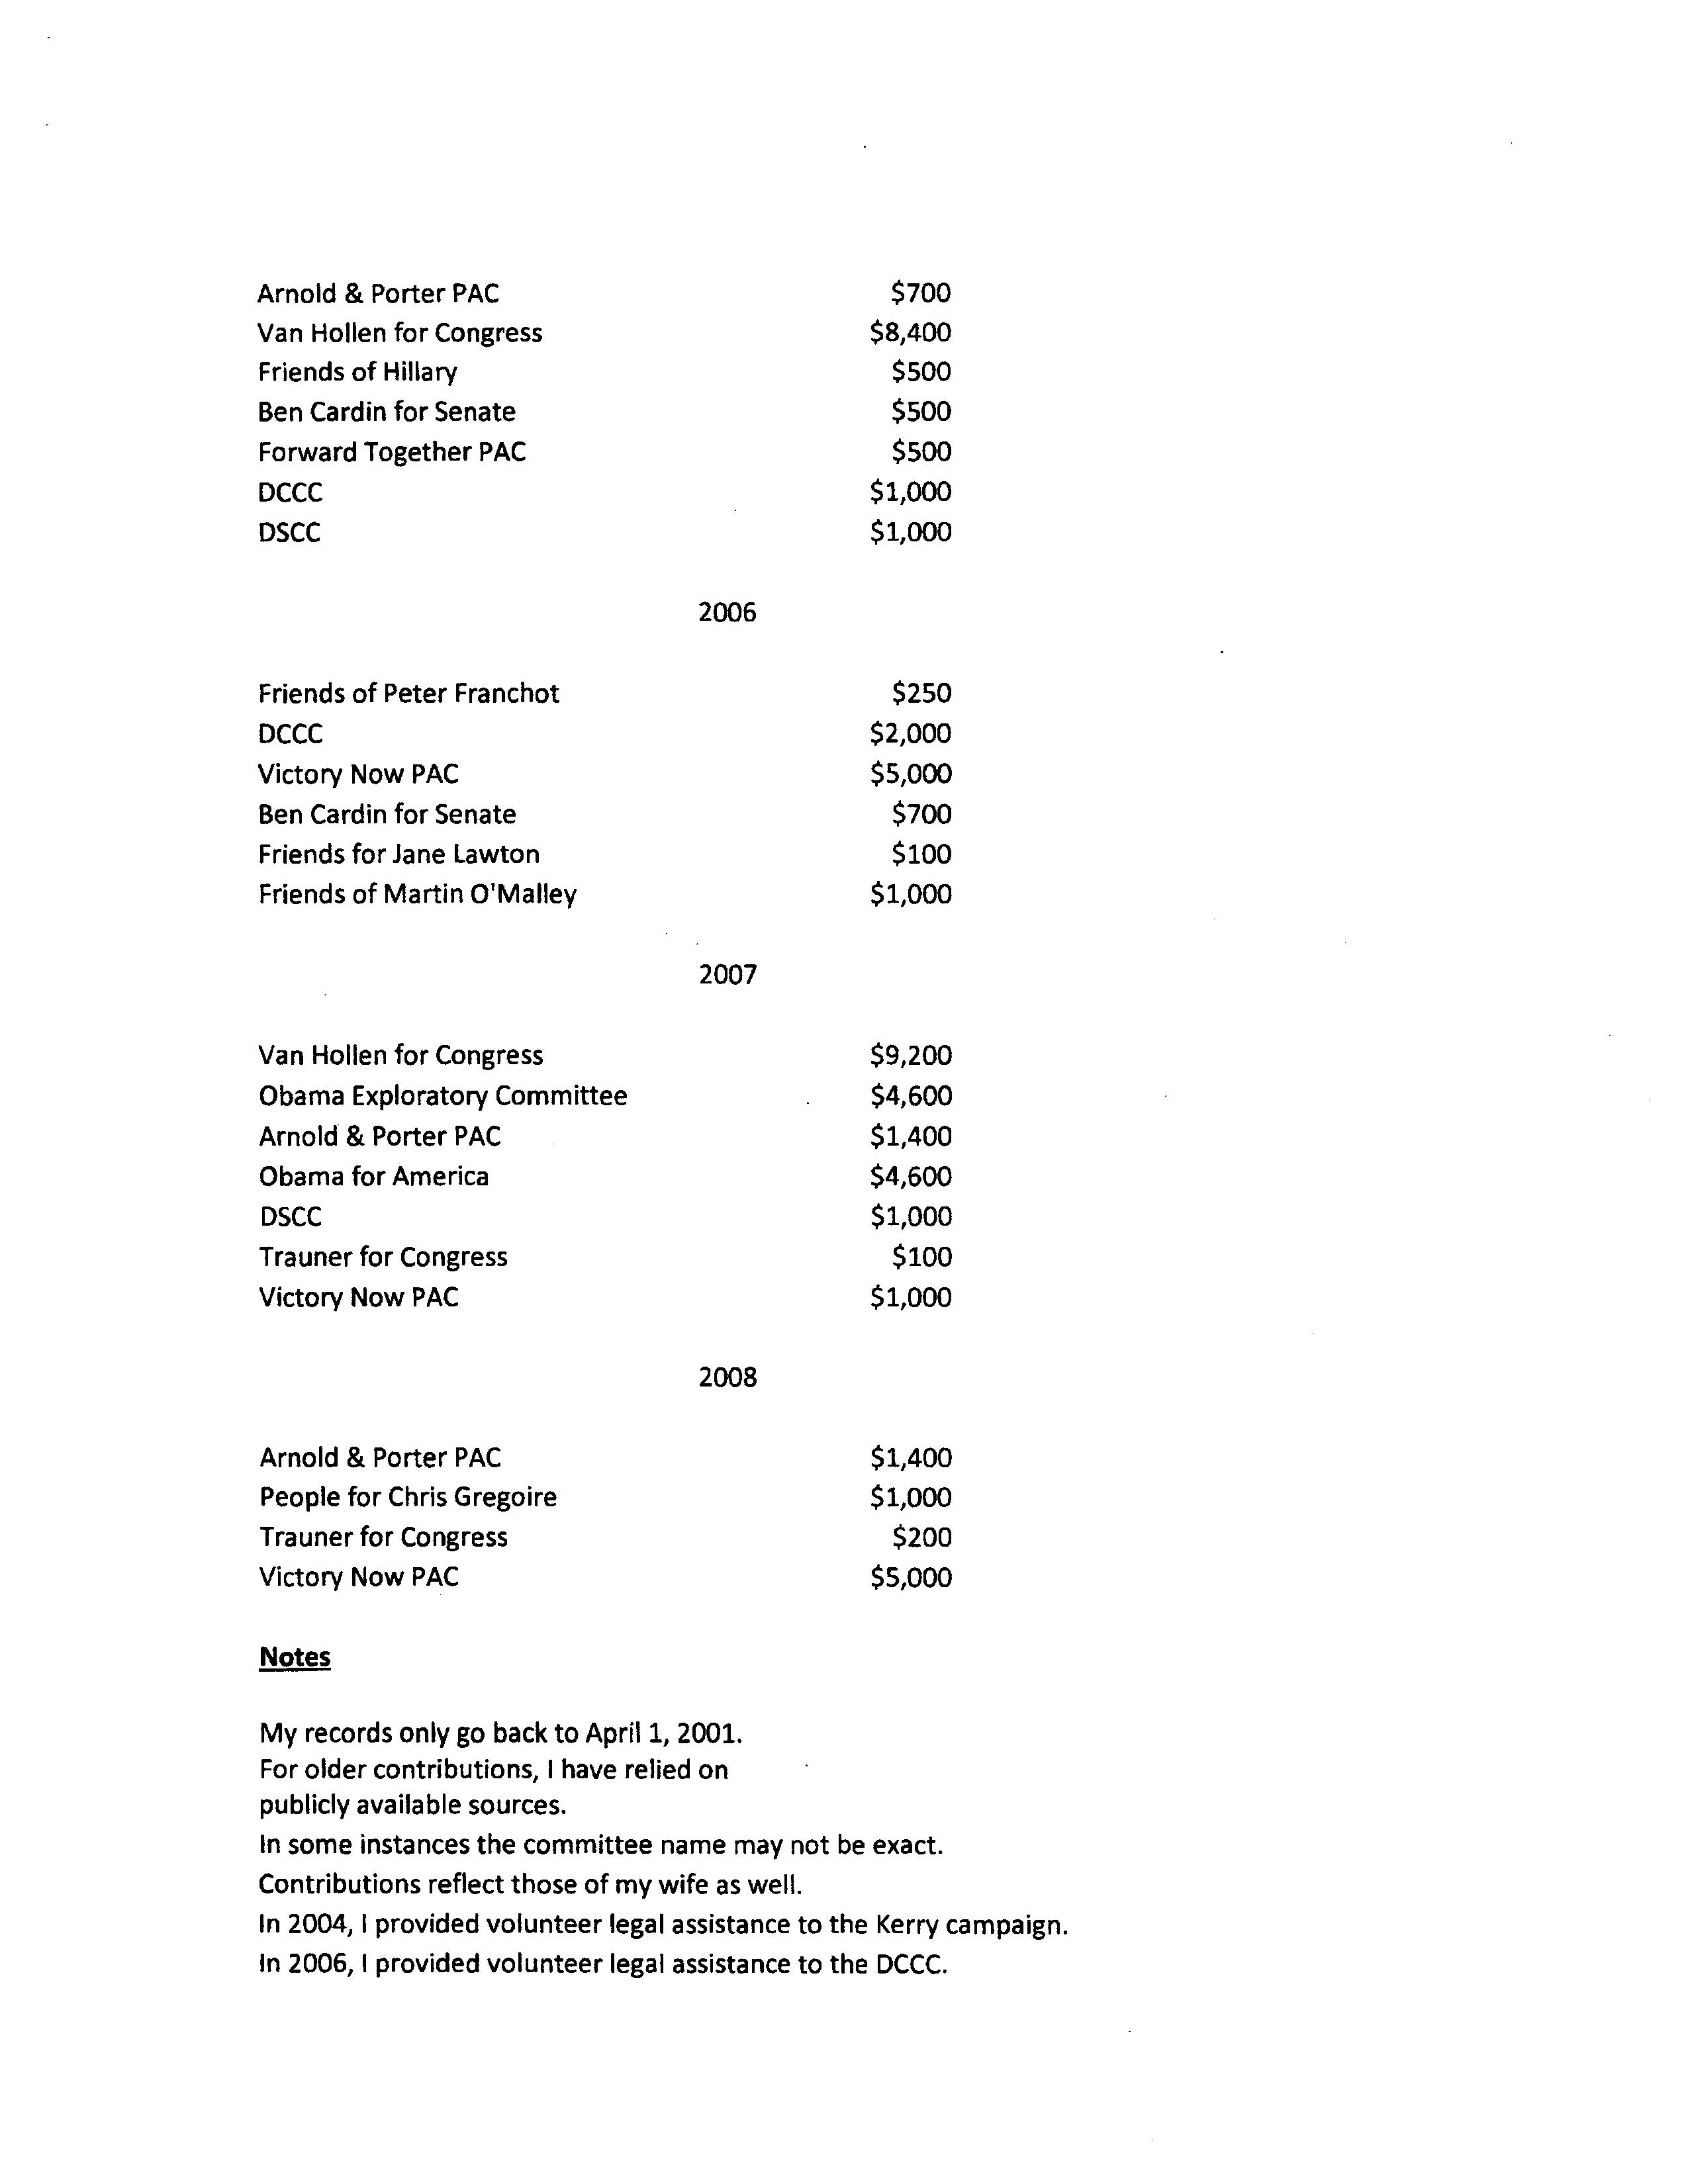 Arnold & Porter PAC $700
Van Hollen for Congress $8,400
Friends of Hillary $500
Ben Cardin for Senate $500
Forward Together PAC $500
DCCC $1,000
DSCC $1,000
2006
Friends of Peter Franchot $250
DCCC $2,000
Victory Now PAC $5,000
Ben Cardin for Senate $700
Friends for Jane Lawton $100
Friends of Martin O'Malley $1,000
2007
Van Hollen for Congress $9,200
Obama Exploratory Committee $4,600
Arnold & Porter PAC $1,400
Obama for America $4,600
DSCC $1,000
Trauner for Congress $100
Victory Now PAC $1,000
2008
Arnold & Porter PAC $1,400
People for Chris Gregoire $1,000
Trauner for Congress $200
Victory Now PAC $5,000
Notes
My records only go back to April 1, 2001.
For older contributions, I have relied on
publicly available sources.
In some instances the committee name may not be exact.
Contributions reflect those of my wife as well.
In 2004, I provided volunteer legal assistance to the Kerry campaign.
In 2006, I provided volunteer legal assistance to the DCCC.